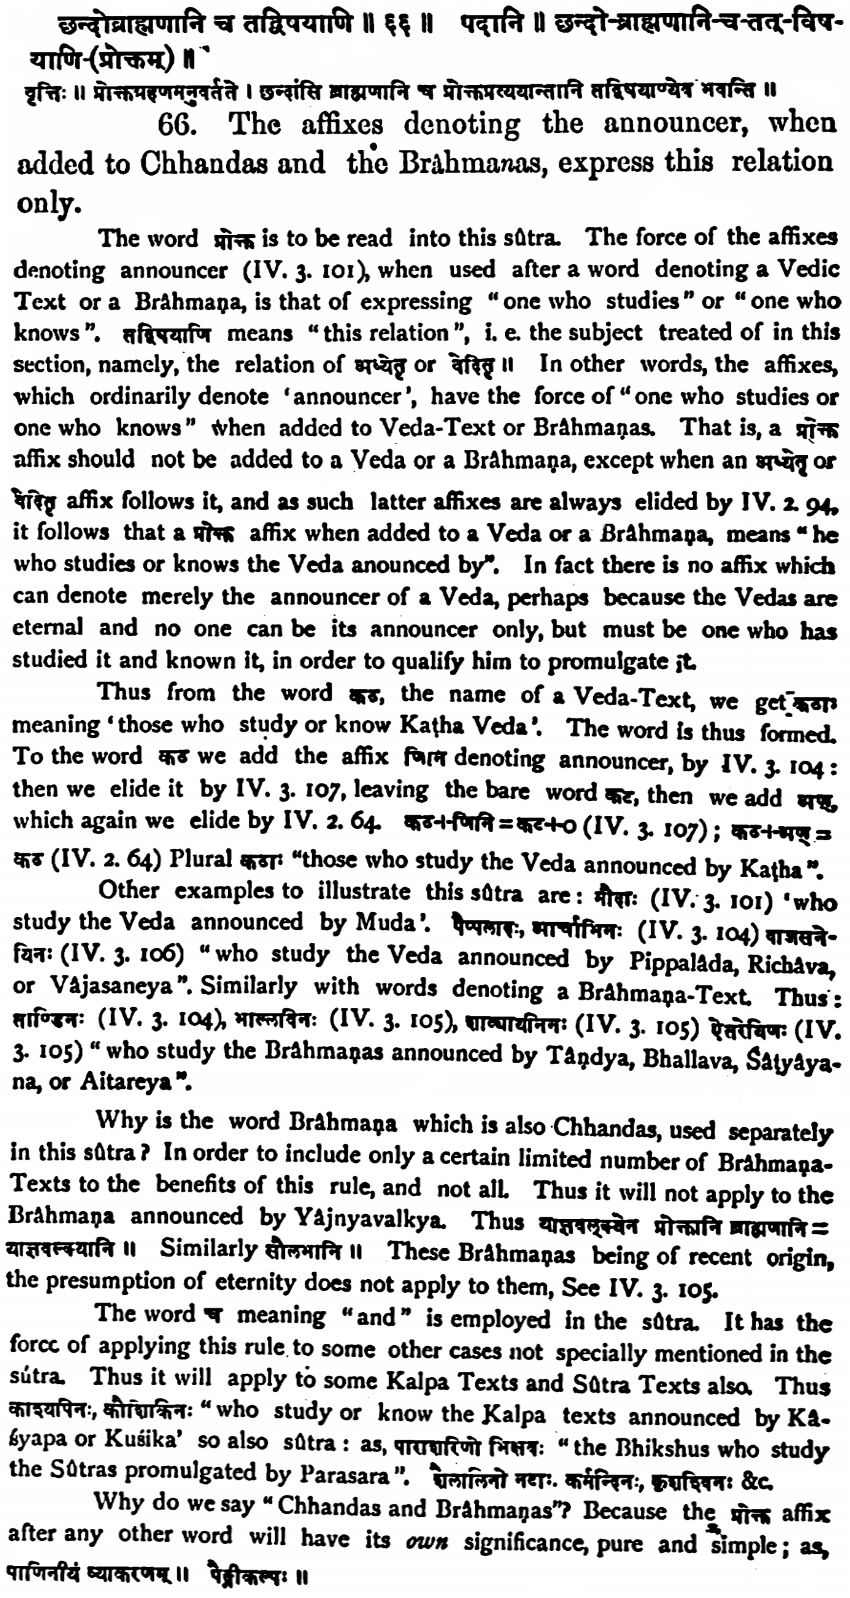 छन्दोब्राह्मणानि च तद्विषयाणि ॥ ६६ ॥ पदानि ॥ छन्दो-ब्राह्मणानि-च-तत्-विष-
याणि-(प्रोक्तम्) ॥
वृत्तिः ॥ प्रोक्तग्रहणमनुवर्तते । छन्दांसि ब्राह्मणानि च प्रोक्तप्रत्ययान्तानि तद्विषयाण्येव भवन्ति ॥
66. The affixes denoting the announcer, when
added to Chhandas and the Brâhmanas, express this relation
only.
The word प्रोक्त is to be read into this sûtra. The force of the affixes
denoting announcer (IV. 3. 101), when used after a word denoting a Vedic
Text or a Brâhmaṇa, is that of expressing "one who studies" or "one who
knows". तद्विषयाणि means "this relation", i. e. the subject treated of in this
section, namely, the relation of अध्येतृ or वेदितृ ॥ In other words, the affixes,
which ordinarily denote 'announcer', have the force of "one who studies or
one who knows" when added to Veda-Text or Brâhmaṇas. That is, a प्रोक्त
affix should not be added to a Veda or a Brâhmaṇa, except when an अध्येतृ or
वेदितृ affix follows it, and as such latter affixes are always elided by IV. 2. 94,
it follows that a प्रोक्त affix when added to a Veda or a Brâhmaṇa, means "he
who studies or knows the Veda anounced by". In fact there is no affix which
can denote merely the announcer of a Veda, perhaps because the Vedas are
eternal and no one can be its announcer only, but must be one who has
studied it and known it, in order to qualify him to promulgate it.
Thus from the word कठ, the name of a Veda-Text, we get कठाः
meaning 'those who study or know Kaṭha Veda'. The word is thus formed.
To the word कठ we add the affix णिनि denoting announcer, by IV. 3. 104:
then we elide it by IV. 3. 107, leaving the bare word कठ, then we add अण्,
which again we elide by IV. 2. 64. कठ+णिनि=कठ+० (IV. 3. 107); कठ+अण्=
कठ (IV. 2. 64) Plural कठाः "those who study the Veda announced by Kaṭha".
Other examples to illustrate this sûtra are: मौदाः (IV. 3. 101) 'who
study the Veda announced by Muda'. पैप्पलादाः, आर्चाभिनः (IV. 3. 104) वाजसने-
यिनः (IV. 3. 106) "who study the Veda announced by Pippalâda, Richâva,
or Vâjasaneya". Similarly with words denoting a Brâhmaṇa-Text. Thus:
ताण्डिनः (IV. 3. 104), भाल्लविनः (IV. 3. 105), शाट्यायनिनः (IV. 3. 105) ऐतरेयिणः (IV.
3. 105) "who study the Brâhmaṇas announced by Tâṇdya, Bhallava, Śâṭyâya-
na, or Aitareya".
Why is the word Brâhmaṇa which is also Chhandas, used separately
in this sûtra? In order to include only a certain limited number of Brâhmaṇa-
Texts to the benefits of this rule, and not all. Thus it will not apply to the
Brâhmaṇa announced by Yâjnyavalkya. Thus याज्ञवल्क्येन प्रोक्तानि ब्राह्मणानि=
याज्ञवल्क्यानि ॥ Similarly सौलभानि ॥ These Brâhmaṇas being of recent origin,
the presumption of eternity does not apply to them, See IV. 3. 105.
The word च meaning "and" is employed in the sûtra. It has the
force of applying this rule to some other cases not specially mentioned in the
sûtra. Thus it will apply to some Kalpa Texts and Sûtra Texts also. Thus
काश्यपिनः, कौशिकिनः "who study or know the Kalpa texts announced by Kâ-
śyapa or Kuśika' so also sûtra: as, पाराशरिणो भिक्षवः "the Bhikshus who study
the Sûtras promulgated by Parasara". शैलालिनो नटाः. कर्मन्दिनः, कृशाश्विनः &c.
Why do we say "Chhandas and Brâhmaṇas"? Because the प्रोक्त affix
after any other word will have its own significance, pure and simple; as,
पाणिनीयं व्याकरणम् ॥ पैङ्गीकल्पः ॥